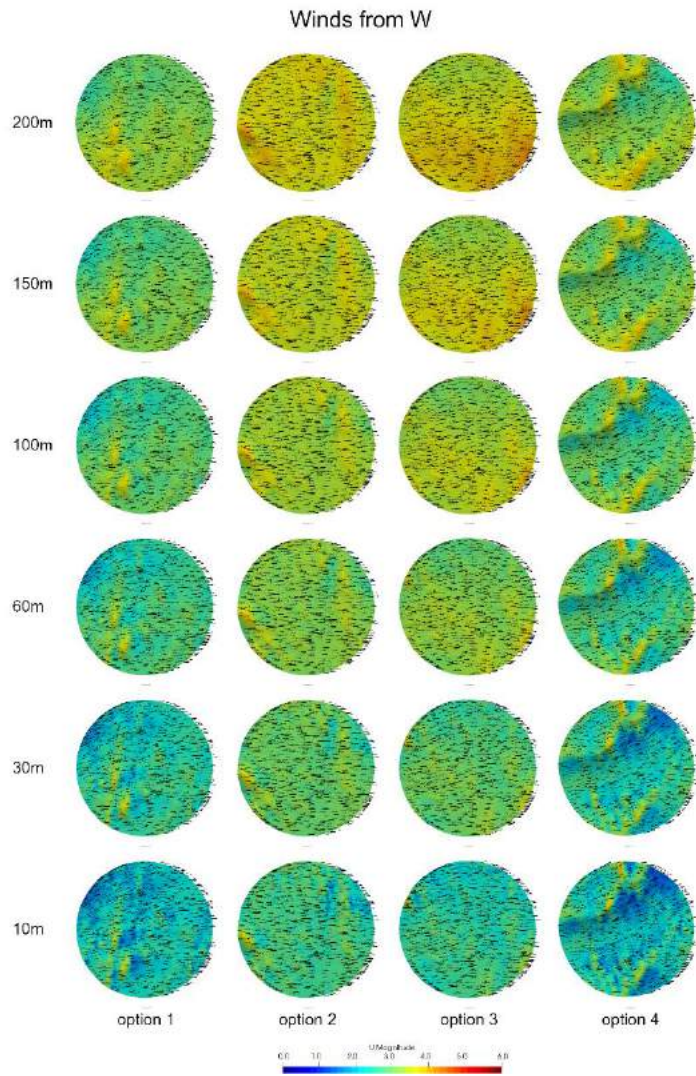 Winds from W
200m
150m
100m
60m
30m
10m
option 1 option 2 option 3 option 4
U Magnitude
0.0 1.0 2.0 3.0 4.0 5.0 6.0